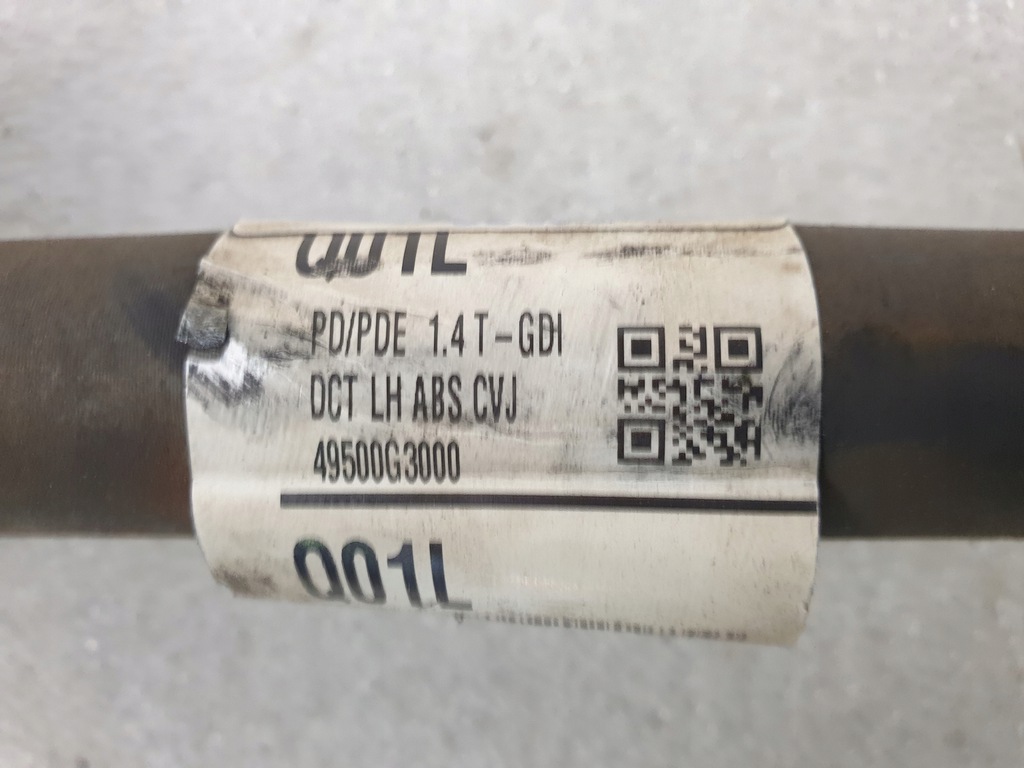 Q01L
PD/PDE 1.4 T-GDI
DCT LH ABS CVJ
49500G3000
Q01L